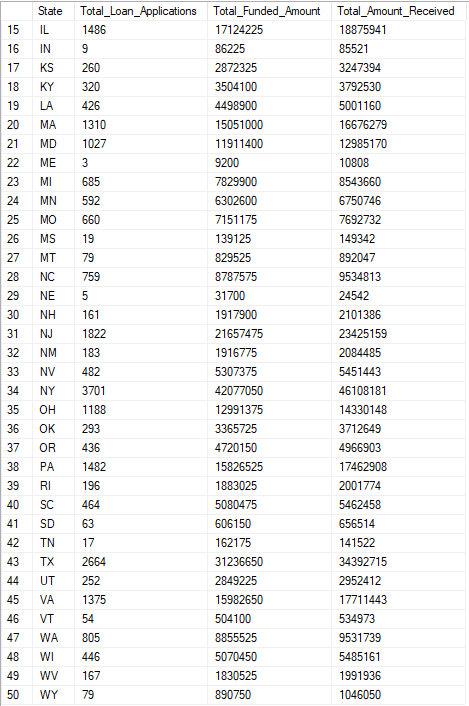 State Total_Loan_Applications Total_Funded_Amount Total_Amount_Received
15 IL 1486 17124225 18875941
16 IN 9 86225 85521
17 KS 260 2872325 3247394
18 KY 320 3504100 3792530
19 LA 426 4498900 5001160
20 MA 1310 15051000 16676279
21 MD 1027 11911400 12985170
22 ME 3 9200 10808
23 MI 685 7829900 8543660
24 MN 592 6302600 6750746
25 MO 660 7151175 7692732
26 MS 19 139125 149342
27 MT 79 829525 892047
28 NC 759 8787575 9534813
29 NE 5 31700 24542
30 NH 161 1917900 2101386
31 NJ 1822 21657475 23425159
32 NM 183 1916775 2084485
33 NV 482 5307375 5451443
34 NY 3701 42077050 46108181
35 OH 1188 12991375 14330148
36 OK 293 3365725 3712649
37 OR 436 4720150 4966903
38 PA 1482 15826525 17462908
39 RI 196 1883025 2001774
40 SC 464 5080475 5462458
41 SD 63 606150 656514
42 TN 17 162175 141522
43 TX 2664 31236650 34392715
44 UT 252 2849225 2952412
45 VA 1375 15982650 17711443
46 VT 54 504100 534973
47 WA 805 8855525 9531739
48 WI 446 5070450 5485161
49 WV 167 1830525 1991936
50 WY 79 890750 1046050